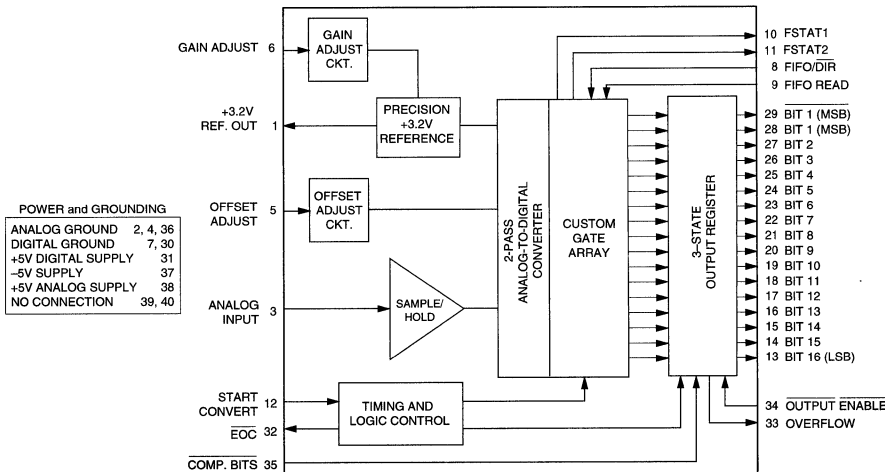 GAIN ADJUST 6
GAIN
ADJUST
CKT.
+3.2V
REF. OUT 1
PRECISION
+3.2V
REFERENCE
OFFSET
ADJUST 5
OFFSET
ADJUST
CKT.
POWER and GROUNDING
ANALOG GROUND 2, 4, 36
DIGITAL GROUND 7, 30
+5V DIGITAL SUPPLY 31
–5V SUPPLY 37
+5V ANALOG SUPPLY 38
NO CONNECTION 39, 40
ANALOG
INPUT 3
SAMPLE/
HOLD
START
CONVERT 12
EOC 32
COMP. BITS 35
TIMING AND
LOGIC CONTROL
2-PASS
ANALOG-TO-DIGITAL
CONVERTER
CUSTOM
GATE
ARRAY
3–STATE
OUTPUT REGISTER
10 FSTAT1
11 FSTAT2
8 FIFO/DIR
9 FIFO READ
29 BIT 1 (MSB)
28 BIT 1 (MSB)
27 BIT 2
26 BIT 3
25 BIT 4
24 BIT 5
23 BIT 6
22 BIT 7
21 BIT 8
20 BIT 9
19 BIT 10
18 BIT 11
17 BIT 12
16 BIT 13
15 BIT 14
14 BIT 15
13 BIT 16 (LSB)
34 OUTPUT ENABLE
33 OVERFLOW